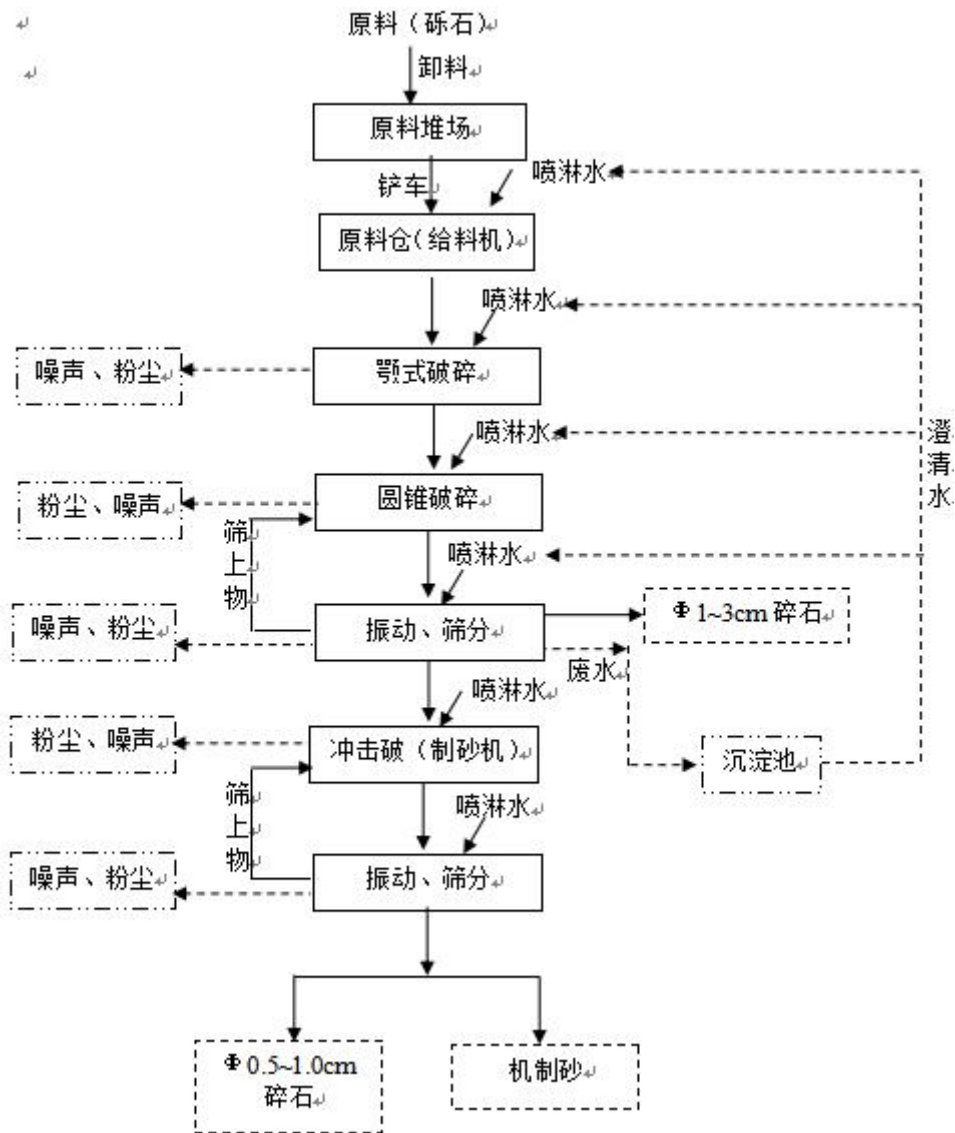 原料（砾石）
卸料
原料堆场
铲车
喷淋水
原料仓（给料机）
喷淋水
噪声、粉尘
颚式破碎
喷淋水
澄清水
粉尘、噪声
圆锥破碎
筛上物
喷淋水
Φ 1~3cm 碎石
噪声、粉尘
振动、筛分
废水
喷淋水
粉尘、噪声
冲击破（制砂机）
沉淀池
筛上物
喷淋水
噪声、粉尘
振动、筛分
Φ 0.5~1.0cm
碎石
机制砂